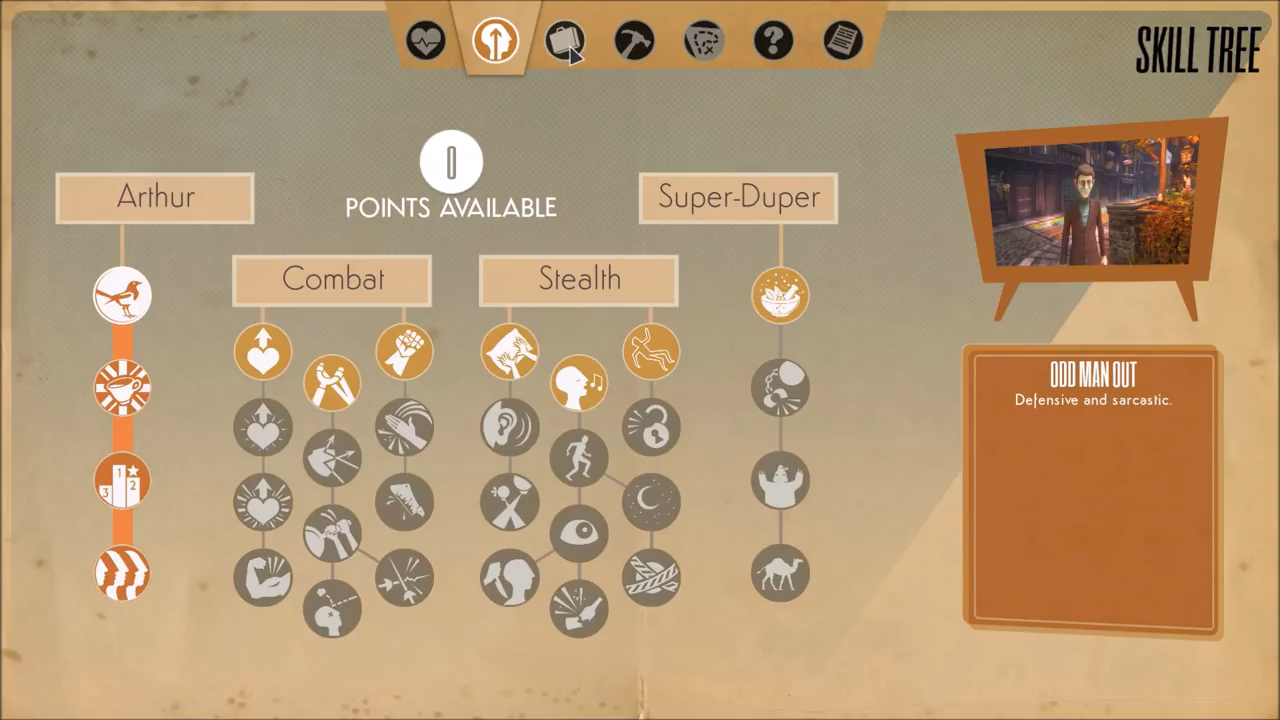 SKILL TREE
0
POINTS AVAILABLE
Arthur
Super-Duper
Combat
Stealth
?
1
2
3
ODD MAN OUT
Defensive and sarcastic.